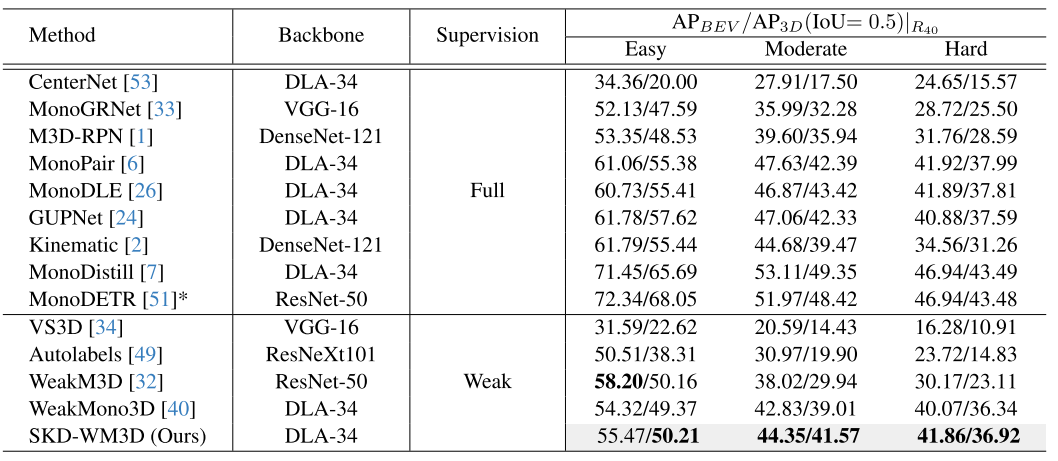 Method Backbone Supervision AP_{BEV}/AP_{3D}(IoU= 0.5)|_{R_{40}}
Easy Moderate Hard
CenterNet [53] DLA-34 34.36/20.00 27.91/17.50 24.65/15.57
MonoGRNet [33] VGG-16 52.13/47.59 35.99/32.28 28.72/25.50
M3D-RPN [1] DenseNet-121 53.35/48.53 39.60/35.94 31.76/28.59
MonoPair [6] DLA-34 61.06/55.38 47.63/42.39 41.92/37.99
MonoDLE [26] DLA-34 Full 60.73/55.41 46.87/43.42 41.89/37.81
GUPNet [24] DLA-34 61.78/57.62 47.06/42.33 40.88/37.59
Kinematic [2] DenseNet-121 61.79/55.44 44.68/39.47 34.56/31.26
MonoDistill [7] DLA-34 71.45/65.69 53.11/49.35 46.94/43.49
MonoDETR [51]* ResNet-50 72.34/68.05 51.97/48.42 46.94/43.48
VS3D [34] VGG-16 31.59/22.62 20.59/14.43 16.28/10.91
Autolabels [49] ResNeXt101 50.51/38.31 30.97/19.90 23.72/14.83
WeakM3D [32] ResNet-50 Weak 58.20/50.16 38.02/29.94 30.17/23.11
WeakMono3D [40] DLA-34 54.32/49.37 42.83/39.01 40.07/36.34
SKD-WM3D (Ours) DLA-34 55.47/50.21 44.35/41.57 41.86/36.92